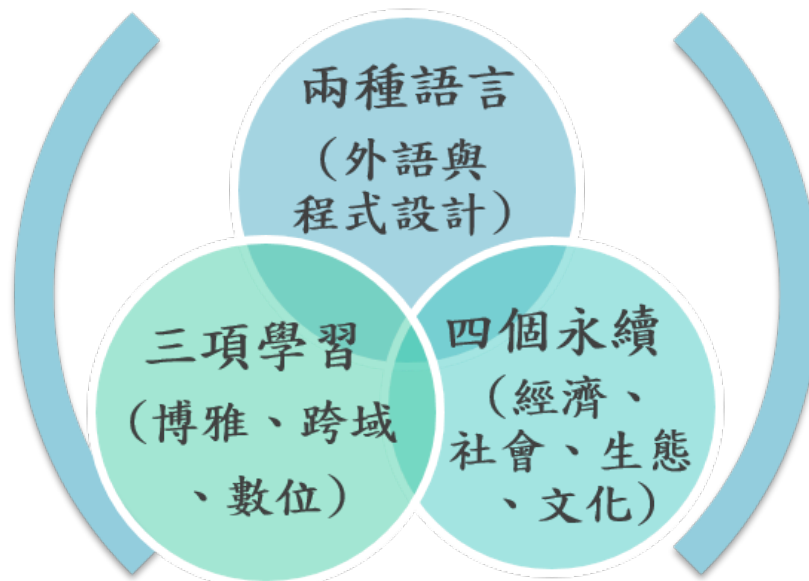 兩種語言
（外語與
程式設計）
三項學習
（博雅、跨域
、數位）
四個永續
（經濟、
社會、生態
、文化）